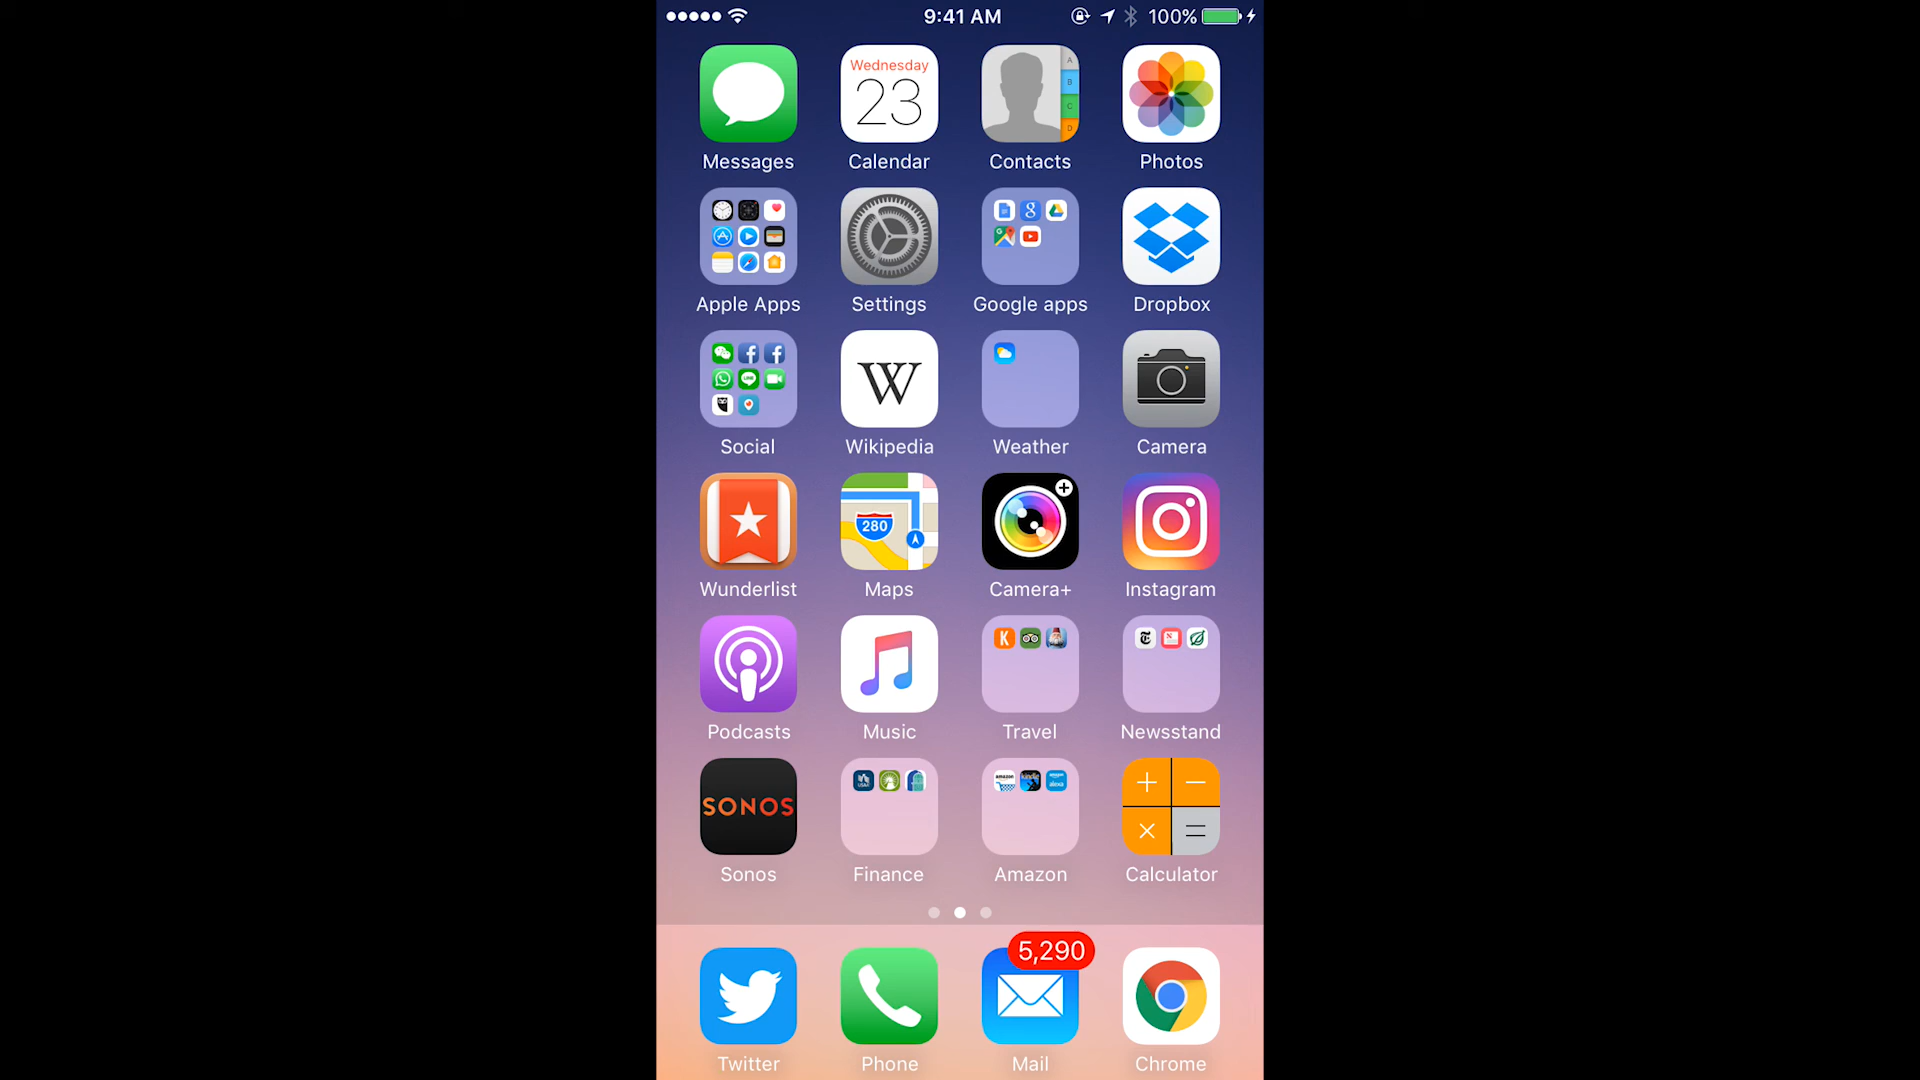 9:41 AM 100%
Wednesday
23
A
B
C
D
Messages Calendar Contacts Photos
Apple Apps Settings Google apps Dropbox
W
Social Wikipedia Weather Camera
280
Wunderlist Maps Camera+ Instagram
Podcasts Music Travel Newsstand
SONOS
Sonos Finance Amazon Calculator
5,290
Twitter Phone Mail Chrome